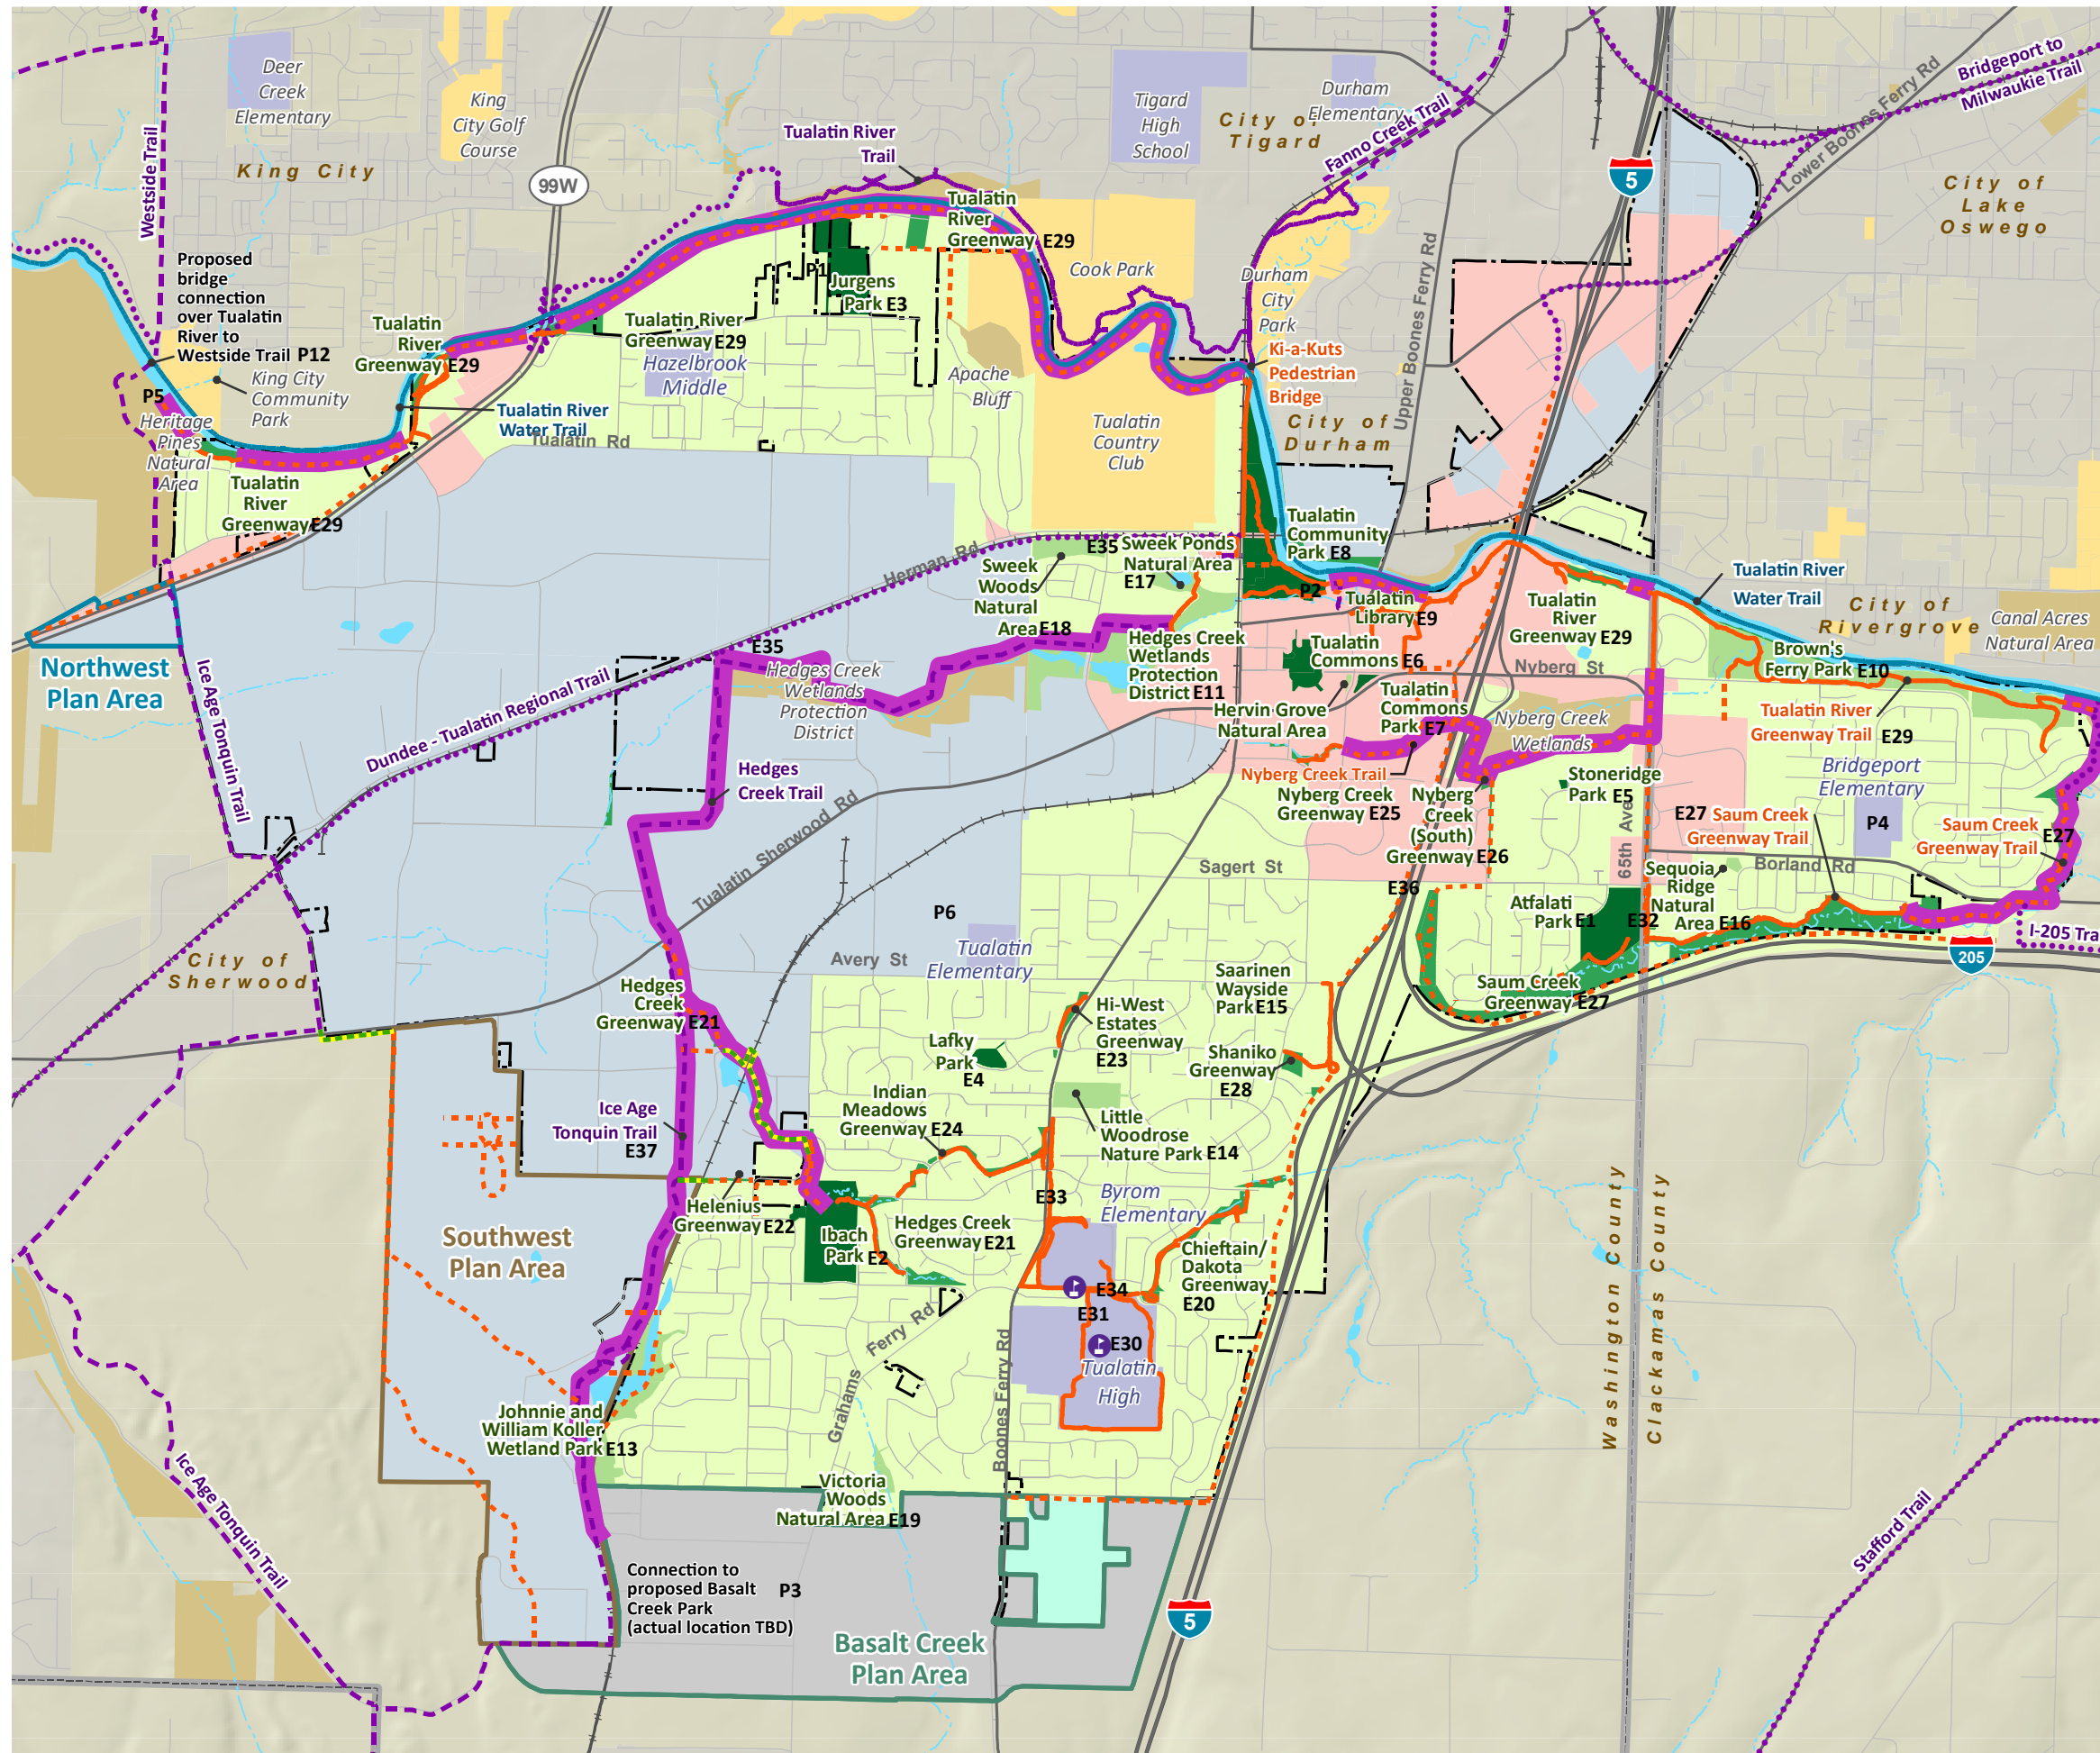 Deer
Creek
Elementary
King
City Golf
Course
King City
99W
Westside Trail
Tualatin River
Trail
Tigard
High
School
City of
Tigard
Durham
Elementary
Fanno Creek Trail
5
Bridgeport to
Milwaukie Trail
Lower Boones Ferry Rd
City of
Lake
Oswego
Proposed
bridge
connection
over Tualatin
River to
Westside Trail P12
King City
Community
Park
P5
Heritage
Pines
Natural
Area
Tualatin
River
Greenway E29
Tualatin River
Water Trail
Tualatin Rd
Tualatin
River
Greenway E29
Tualatin River
Greenway E29
Hazelbrook
Middle
P1
Jurgens
Park E3
Tualatin
River
Greenway E29
Cook Park
Apache
Bluff
Tualatin
Country
Club
Durham
City
Park
Ki-a-Kuts
Pedestrian
Bridge
City of
Durham
Upper Boones Ferry Rd
Northwest
Plan Area
Ice Age Tonquin Trail
Dundee - Tualatin Regional Trail
Herman Rd
E35
E35
Sweek
Woods
Natural
Area E18
Sweek Ponds
Natural Area
E17
Tualatin
Community
Park E8
P2
Tualatin
Library E9
Hedges Creek
Wetlands
Protection
District
Hedges Creek
Wetlands
Protection
District E11
Tualatin
Commons E6
Hervin Grove
Natural Area
Tualatin
Commons
Park E7
Nyberg St
Nyberg Creek
Wetlands
Tualatin
River
Greenway E29
Tualatin River
Water Trail
City of
Rivergrove
Canal Acres
Natural Area
Brown's
Ferry Park E10
Tualatin River
Greenway Trail E29
Bridgeport
Elementary
P4
Hedges
Creek Trail
Tualatin Sherwood Rd
Nyberg Creek Trail
Nyberg Creek
Greenway E25
Nyberg
Creek
(South)
Greenway E26
Stoneridge
Park E5
65th Ave
E27 Saum Creek
Greenway Trail
Saum Creek
Greenway Trail
E27
Borland Rd
Sagert St
E36
Sequoia
Ridge
Natural
Area E16
Atfalati
Park E1
E32
I-205 Tra
205
Saum Creek
Greenway E27
P6
Tualatin
Elementary
Avery St
City of
Sherwood
Hedges
Creek
Greenway E21
Saarinen
Wayside
Park E15
Hi-West
Estates
Greenway
E23
Lafky
Park
E4
Shaniko
Greenway
E28
Indian
Meadows
Greenway E24
Little
Woodrose
Nature Park E14
Ice Age
Tonquin Trail
E37
Helenius
Greenway E22
Ibach
Park E2
Hedges Creek
Greenway E21
E33
Byrom
Elementary
Chieftain/
Dakota
Greenway
E20
E34
E31
E30
Tualatin
High
Southwest
Plan Area
Grahams Ferry Rd
Boones Ferry Rd
Washington County
Clackamas County
Johnnie and
William Koller
Wetland Park E13
Victoria
Woods
Natural Area E19
Ice Age Tonquin Trail
Connection to
proposed Basalt
Creek Park
(actual location TBD)
P3
Basalt Creek
Plan Area
5
Stafford Trail